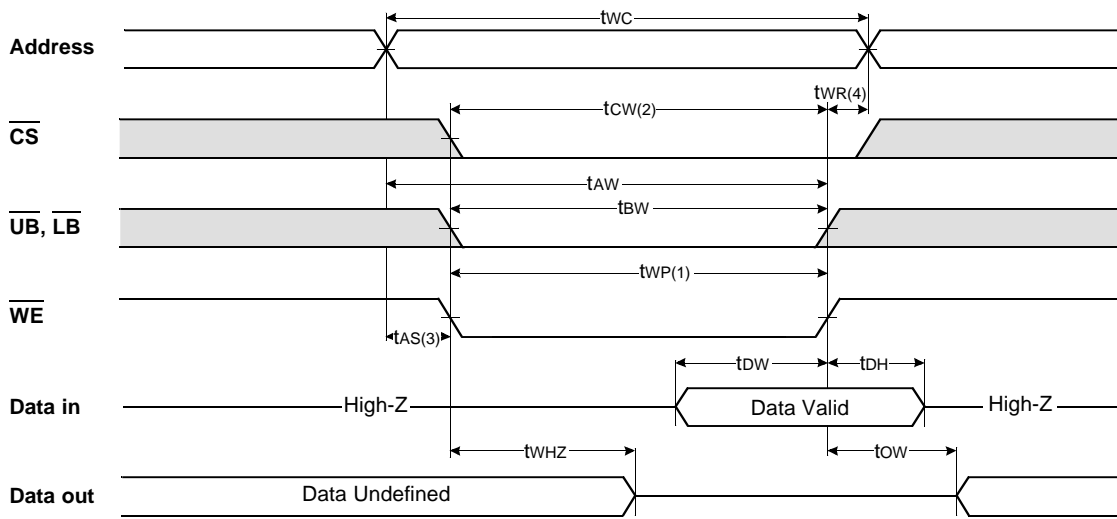 tWC
Address
tWR(4)
tCW(2)
CS
tAW
UB, LB
tBW
tWP(1)
WE
tAS(3)
tDW
tDH
Data in
High-Z
Data Valid
High-Z
tWHZ
tOW
Data out
Data Undefined